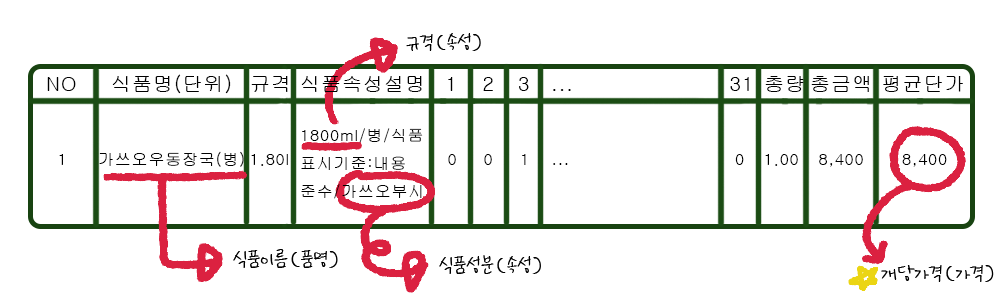 규격(속성)
NO 식품명(단위) 규격 식품속성설명 1 2 3 ... 31 총량 총금액 평균단가
1800ml/병/식품
1 가쓰오우동장국(병) 1.80l 표시기준:내용 0 0 1 ... 0 1.00 8,400 8,400
준수/가쓰오부시
식품이름(품명) 식품성분(속성) 개당가격(가격)